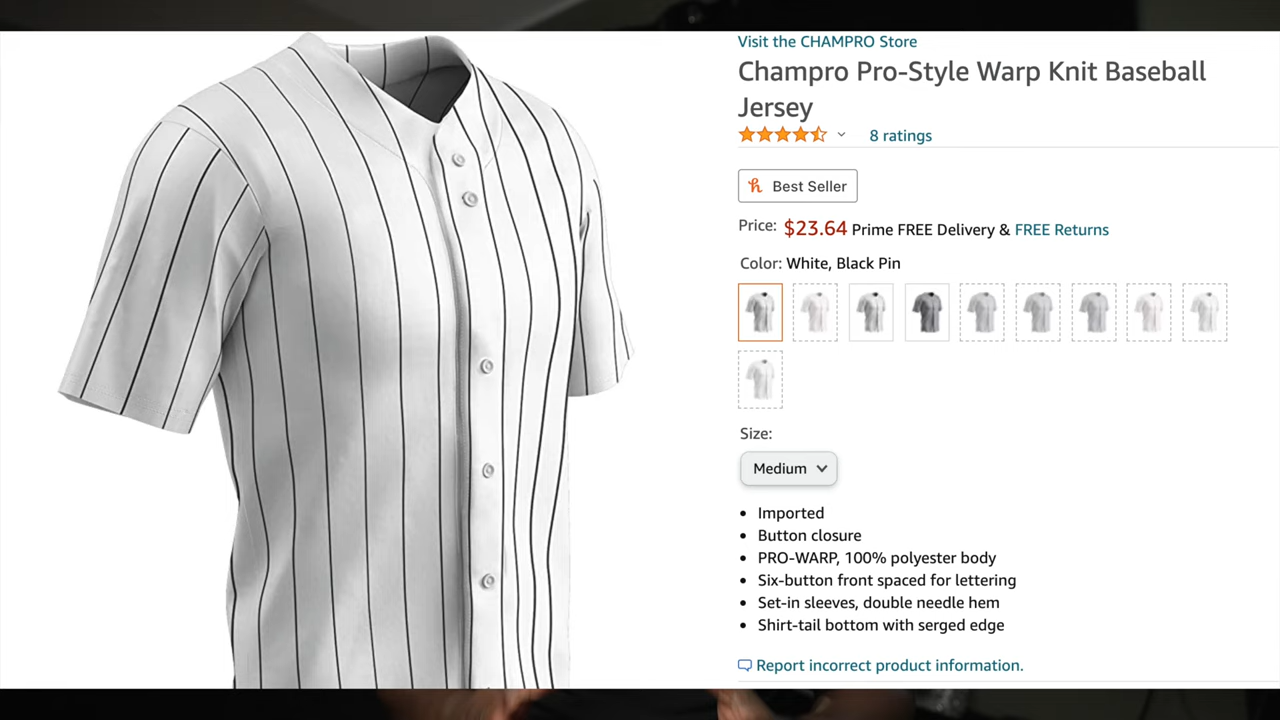 Visit the CHAMPRO Store
Champro Pro-Style Warp Knit Baseball
Jersey
8 ratings
Best Seller
Price: $23.64 Prime FREE Delivery & FREE Returns
Color: White, Black Pin
Size:
Medium
Imported
Button closure
PRO-WARP, 100% polyester body
Six-button front spaced for lettering
Set-in sleeves, double needle hem
Shirt-tail bottom with serged edge
Report incorrect product information.